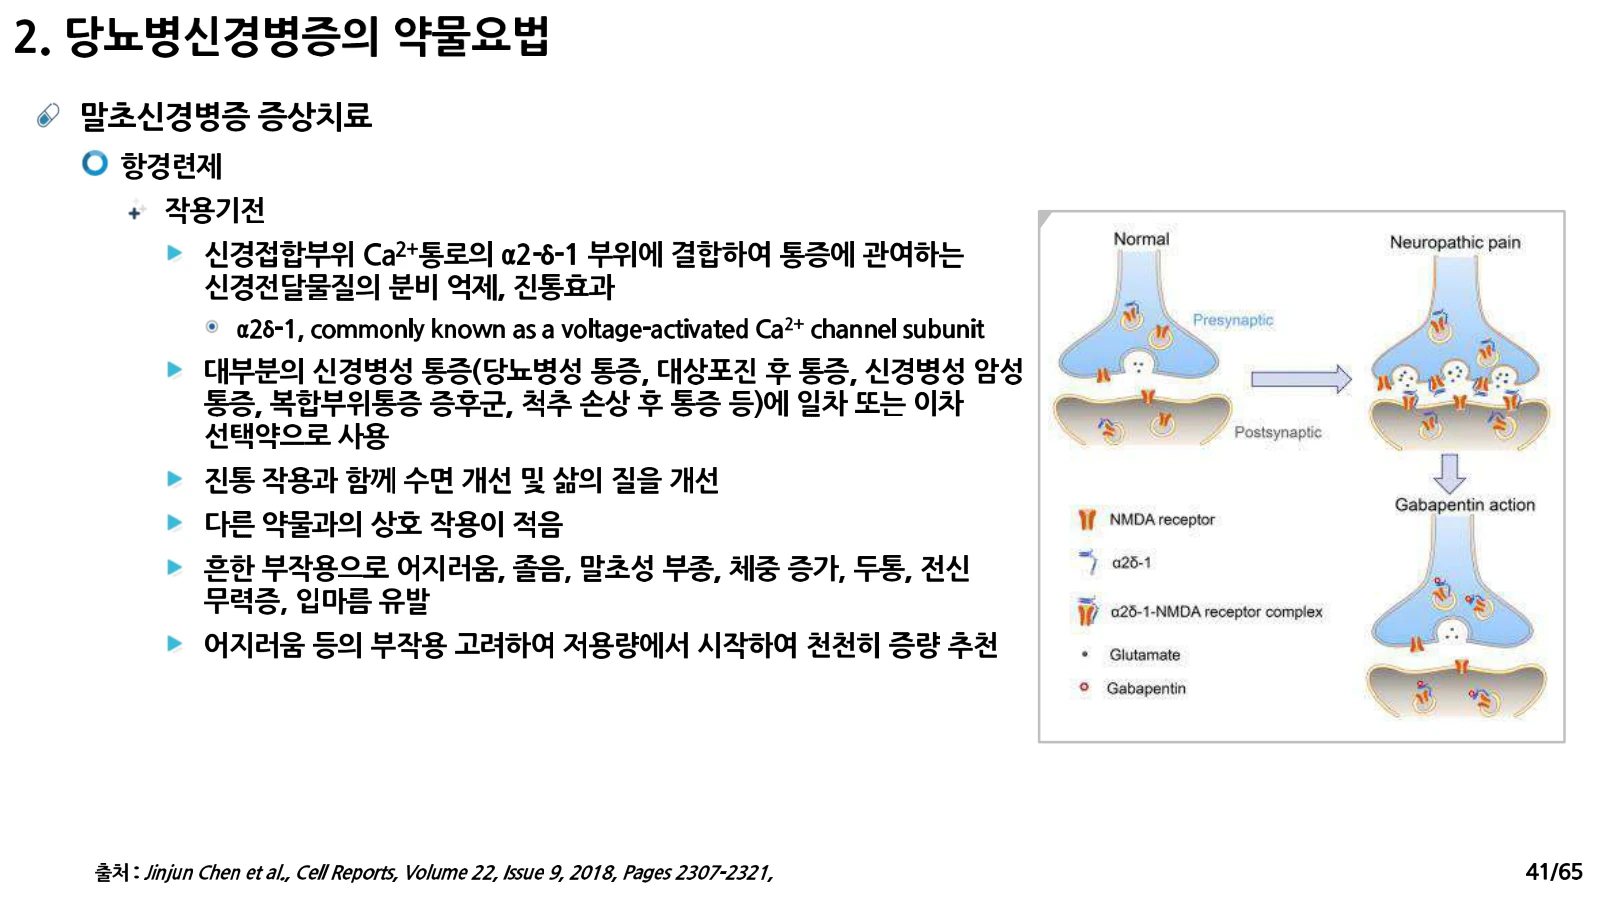 2. 당뇨병신경병증의 약물요법
말초신경병증 증상치료
항경련제
작용기전
신경접합부위 Ca2+통로의 α2-δ-1 부위에 결합하여 통증에 관여하는
신경전달물질의 분비 억제, 진통효과
α2δ-1, commonly known as a voltage-activated Ca2+ channel subunit
대부분의 신경병성 통증(당뇨병성 통증, 대상포진 후 통증, 신경병성 암성
통증, 복합부위통증 증후군, 척추 손상 후 통증 등)에 일차 또는 이차
선택약으로 사용
진통 작용과 함께 수면 개선 및 삶의 질을 개선
다른 약물과의 상호 작용이 적음
흔한 부작용으로 어지러움, 졸음, 말초성 부종, 체중 증가, 두통, 전신
무력증, 입마름 유발
어지러움 등의 부작용 고려하여 저용량에서 시작하여 천천히 증량 추천
Normal
Neuropathic pain
Presynaptic
Postsynaptic
Gabapentin action
NMDA receptor
α2δ-1
α2δ-1-NMDA receptor complex
Glutamate
Gabapentin
출처 : Jinjun Chen et al., Cell Reports, Volume 22, Issue 9, 2018, Pages 2307-2321,
41/65